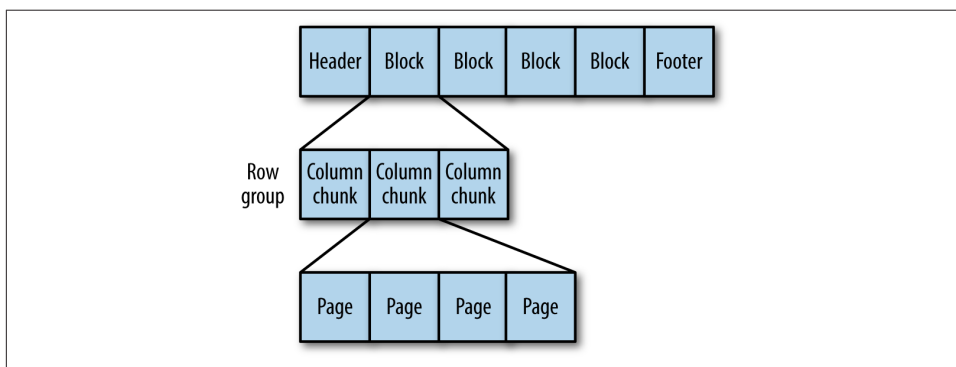 Header Block Block Block Block Footer
Row group
Column chunk Column chunk Column chunk
Page Page Page Page